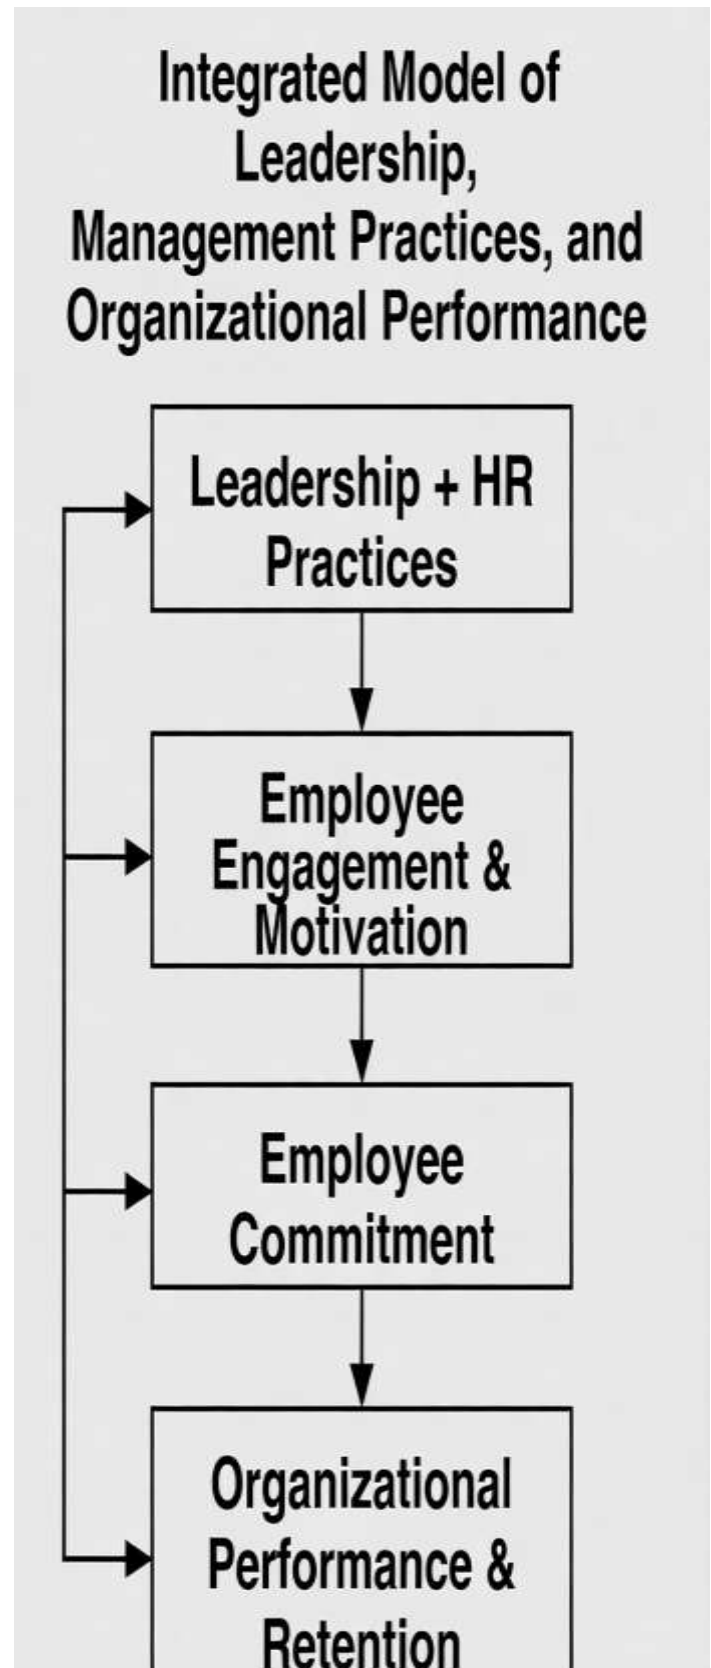 Integrated Model of
Leadership,
Management Practices, and
Organizational Performance
Leadership + HR
Practices
Employee
Engagement &
Motivation
Employee
Commitment
Organizational
Performance &
Retention